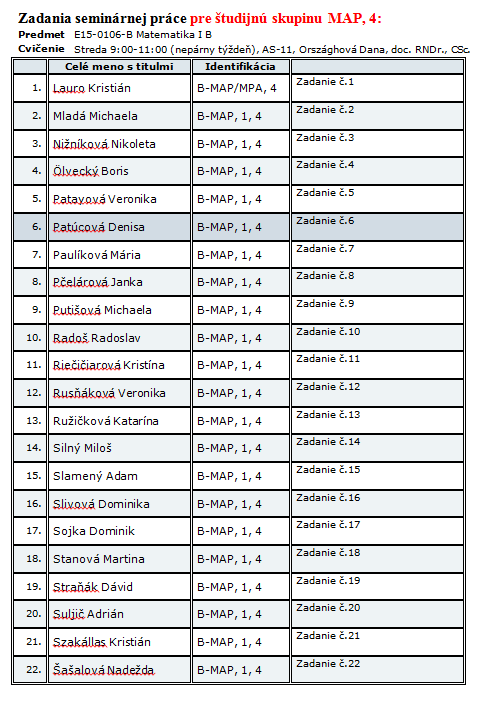 Zadania seminárnej práce pre študijnú skupinu MAP, 4:
Predmet E15-0106-B Matematika I B
Cvičenie Streda 9:00-11:00 (nepárny týždeň), AS-11, Országhová Dana, doc. RNDr., CSc.
Celé meno s titulmi Identifikácia
1. Lauro Kristián B-MAP/MPA, 4 Zadanie č.1
2. Mladá Michaela B-MAP, 1, 4 Zadanie č.2
3. Nižníková Nikoleta B-MAP, 1, 4 Zadanie č.3
4. Ölvecký Boris B-MAP, 1, 4 Zadanie č.4
5. Patayová Veronika B-MAP, 1, 4 Zadanie č.5
6. Patúcová Denisa B-MAP, 1, 4 Zadanie č.6
7. Paulíková Mária B-MAP, 1, 4 Zadanie č.7
8. Pčelárová Janka B-MAP, 1, 4 Zadanie č.8
9. Putišová Michaela B-MAP, 1, 4 Zadanie č.9
10. Radoš Radoslav B-MAP, 1, 4 Zadanie č.10
11. Riečičiarová Kristína B-MAP, 1, 4 Zadanie č.11
12. Rusňáková Veronika B-MAP, 1, 4 Zadanie č.12
13. Ružičková Katarína B-MAP, 1, 4 Zadanie č.13
14. Silný Miloš B-MAP, 1, 4 Zadanie č.14
15. Slamený Adam B-MAP, 1, 4 Zadanie č.15
16. Slivová Dominika B-MAP, 1, 4 Zadanie č.16
17. Sojka Dominik B-MAP, 1, 4 Zadanie č.17
18. Stanová Martina B-MAP, 1, 4 Zadanie č.18
19. Straňák Dávid B-MAP, 1, 4 Zadanie č.19
20. Suljič Adrián B-MAP, 1, 4 Zadanie č.20
21. Szakállas Kristián B-MAP, 1, 4 Zadanie č.21
22. Šašalová Nadežda B-MAP, 1, 4 Zadanie č.22